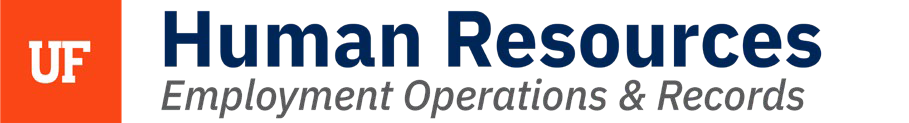 UF
Human Resources
Employment Operations & Records